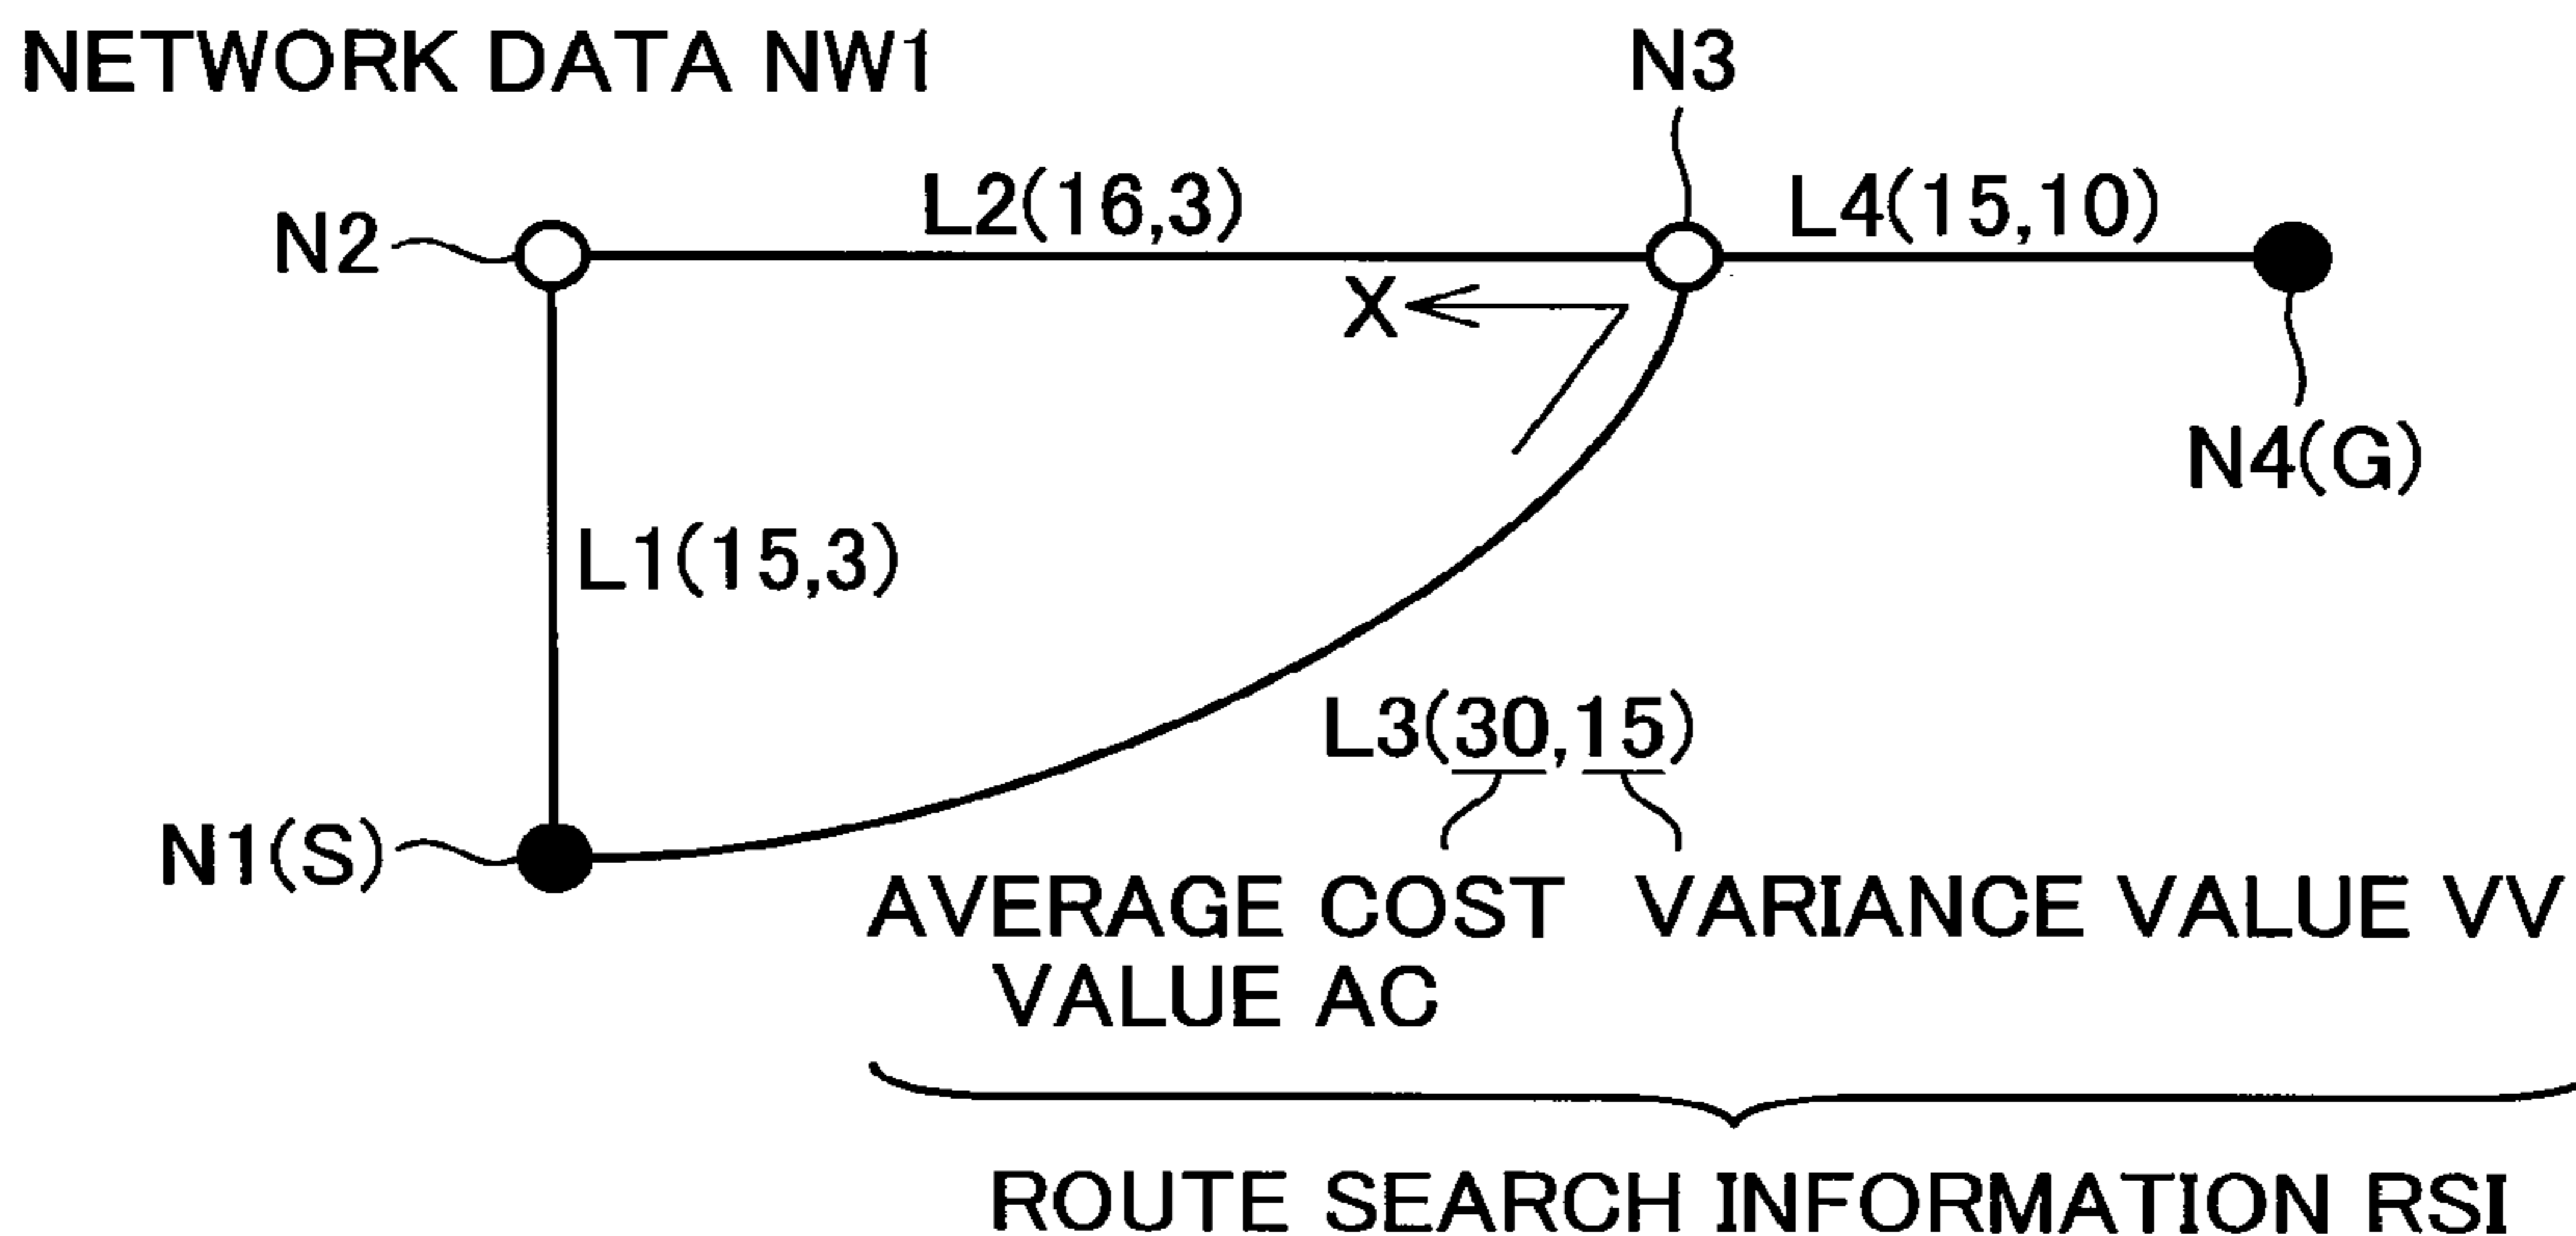 NETWORK DATA NW1
N3
L2(16,3)
L4(15,10)
N2
X
N4(G)
L1(15,3)
L3(30,15)
N1(S)
AVERAGE COST VALUE AC
VARIANCE VALUE VV
ROUTE SEARCH INFORMATION RSI